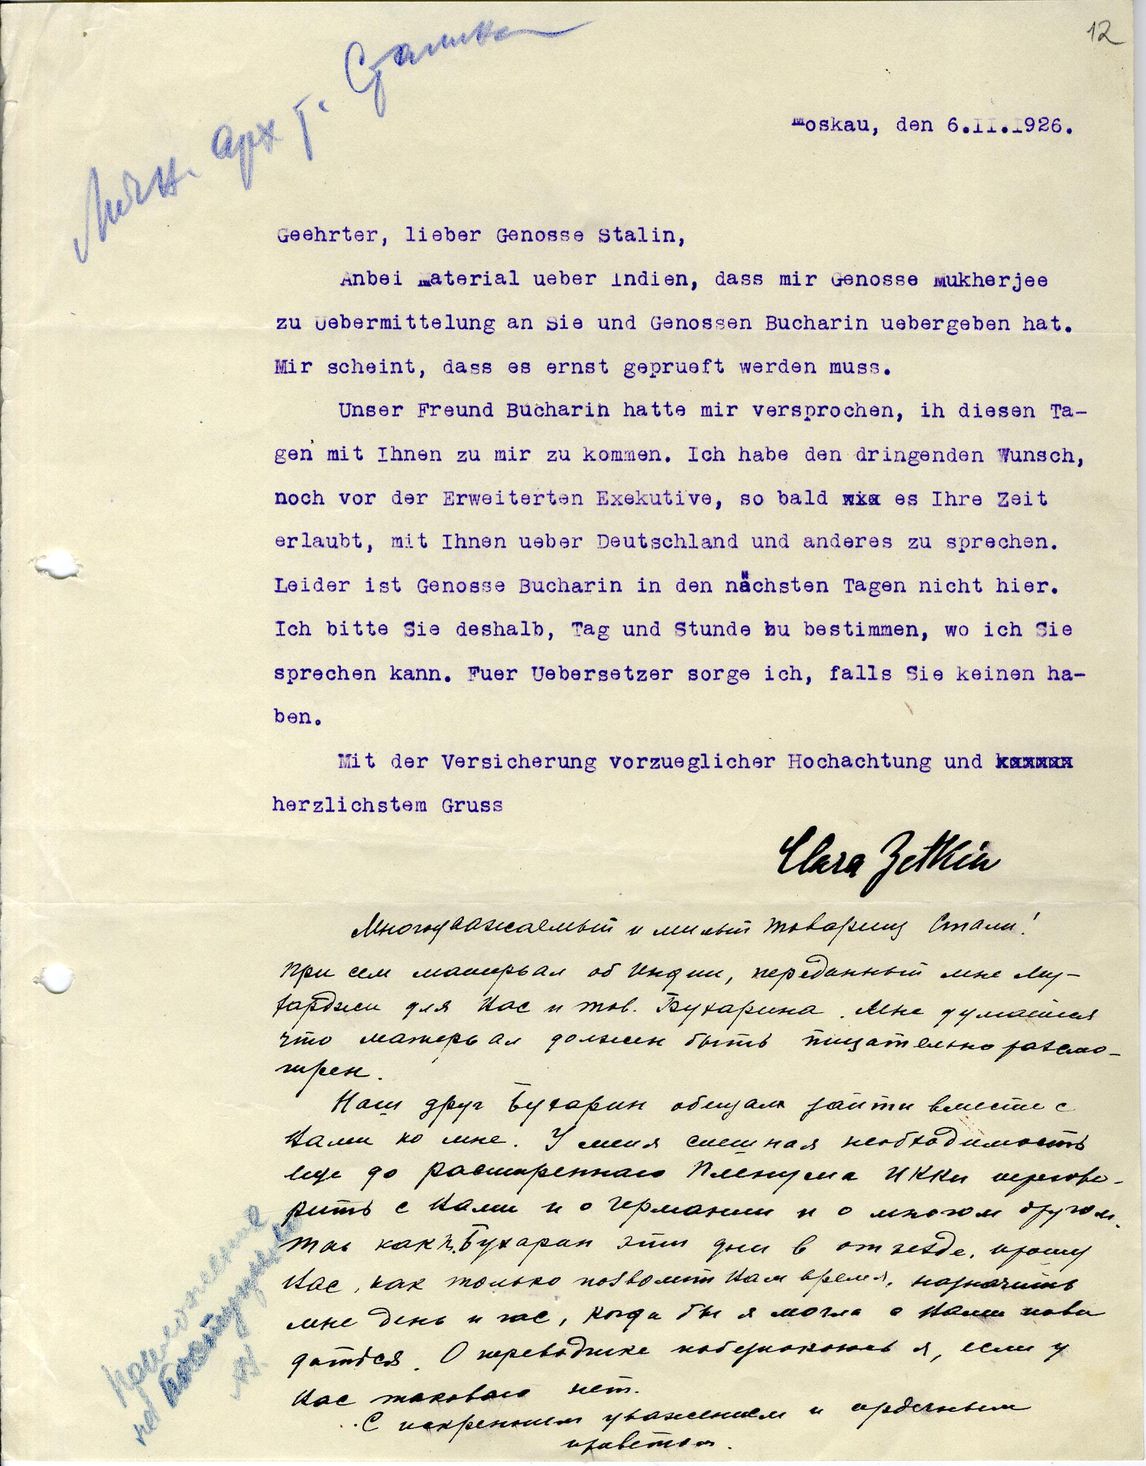 12
Личн. арх т. Сталина
Moskau, den 6.II.1926.
Geehrter, lieber Genosse Stalin,
Anbei Material ueber Indien, dass mir Genosse Mukherjee
zu Uebermittelung an Sie und Genossen Bucharin uebergeben hat.
Mir scheint, dass es ernst geprueft werden muss.
Unser Freund Bucharin hatte mir versprochen, ih diesen Ta-
gen mit Ihnen zu mir zu kommen. Ich habe den dringenden Wunsch,
noch vor der Erweiterten Exekutive, so bald es Ihre Zeit
erlaubt, mit Ihnen ueber Deutschland und anderes zu sprechen.
Leider ist Genosse Bucharin in den nächsten Tagen nicht hier.
Ich bitte Sie deshalb, Tag und Stunde zu bestimmen, wo ich Sie
sprechen kann. Fuer Uebersetzer sorge ich, falls Sie keinen ha-
ben.
Mit der Versicherung vorzueglicher Hochachtung und
herzlichstem Gruss
Clara Zetkin
Многоуважаемый и милый товарищ Стали!
При сем матерьял об Индии, переданный мне Му-
харджи для Вас и тов. Бухарина. Мне думается
что матерьял должен быть тщательно рассмо-
трен.
Наш друг Бухарин обещал зайти вместе с
Вами ко мне. У меня спешная необходимость
еще до расширенного Пленума ИККИ перегово-
рить с Вами и о Германии и о многом другом.
Так как т. Бухарин эти дни в отъезде, прошу
Вас, как только позволит Вам время, назначить
мне день и час, когда бы я могла с Вами пови
даться. О переводчике побеспокоюсь я, если у
Вас такового нет.
С искренним уважением и сердечным
приветом.